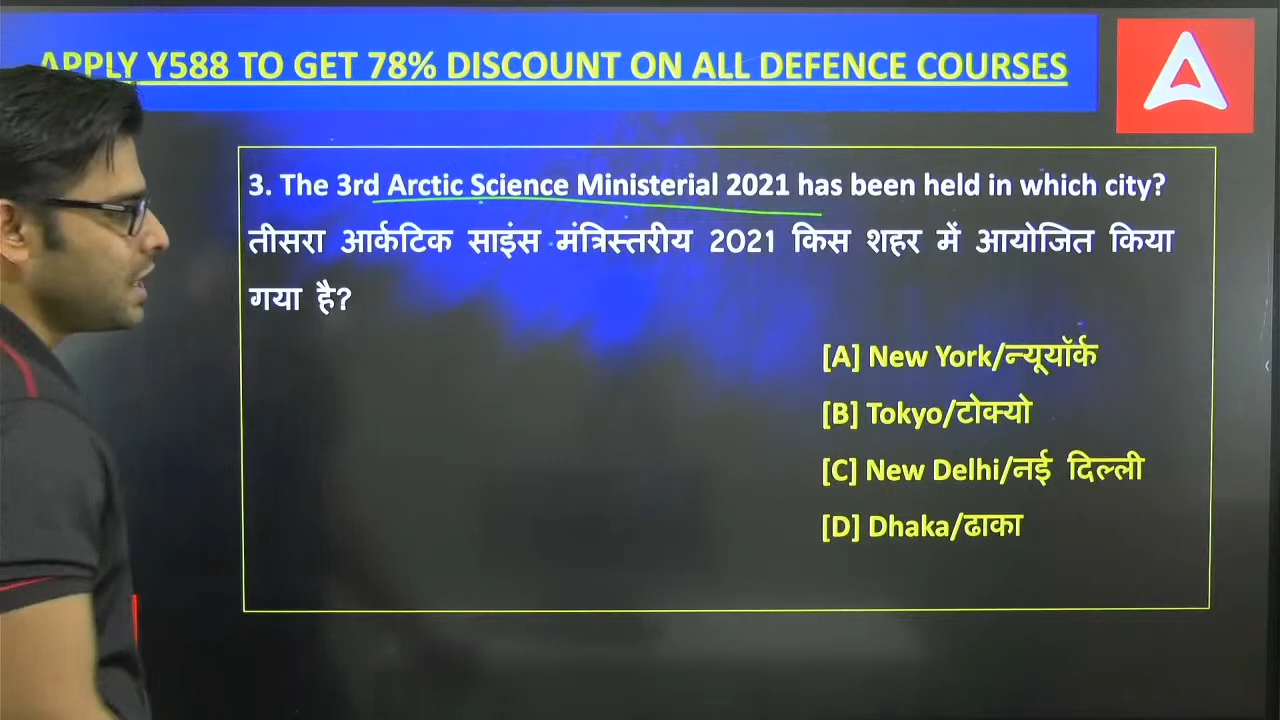 APPLY Y588 TO GET 78% DISCOUNT ON ALL DEFENCE COURSES
3. The 3rd Arctic Science Ministerial 2021 has been held in which city?
तीसरा आर्कटिक साइंस मंत्रिस्तरीय 2021 किस शहर में आयोजित किया
गया है?
[A] New York/न्यूयॉर्क
[B] Tokyo/टोक्यो
[C] New Delhi/नई दिल्ली
[D] Dhaka/ढाका